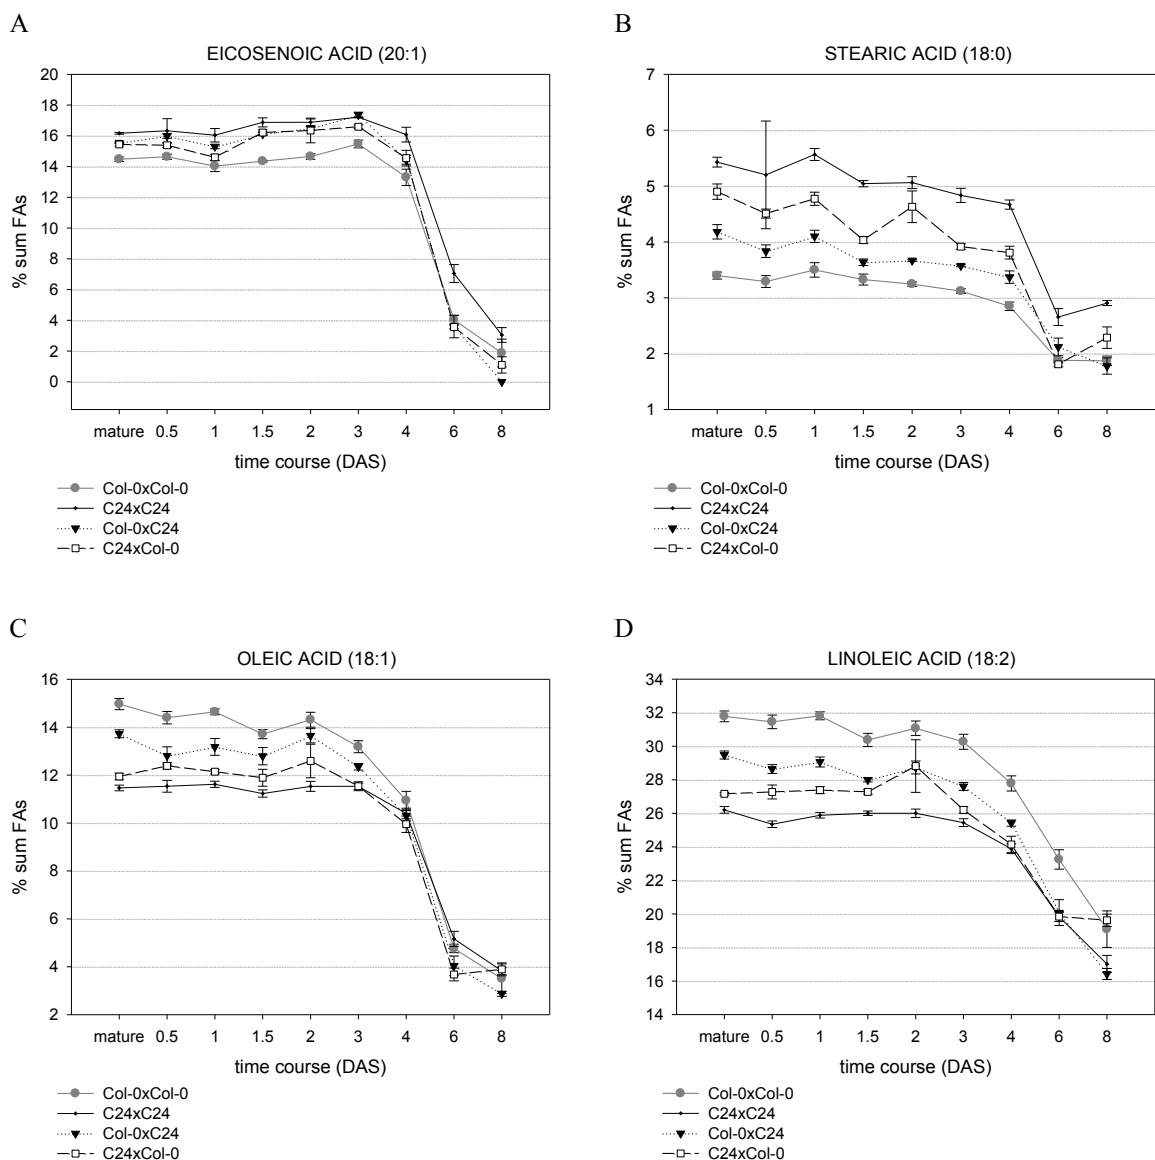 A
EICOSENOIC ACID (20:1)
20
18
16
14
12
10
8
6
4
2
0
% sum FAs
mature 0.5 1 1.5 2 3 4 6 8
time course (DAS)
Col-0xCol-0
C24xC24
Col-0xC24
C24xCol-0
B
STEARIC ACID (18:0)
7
6
5
4
3
2
1
% sum FAs
mature 0.5 1 1.5 2 3 4 6 8
time course (DAS)
Col-0xCol-0
C24xC24
Col-0xC24
C24xCol-0
C
OLEIC ACID (18:1)
16
14
12
10
8
6
4
2
% sum FAs
mature 0.5 1 1.5 2 3 4 6 8
time course (DAS)
Col-0xCol-0
C24xC24
Col-0xC24
C24xCol-0
D
LINOLEIC ACID (18:2)
34
32
30
28
26
24
22
20
18
16
14
% sum FAs
mature 0.5 1 1.5 2 3 4 6 8
time course (DAS)
Col-0xCol-0
C24xC24
Col-0xC24
C24xCol-0